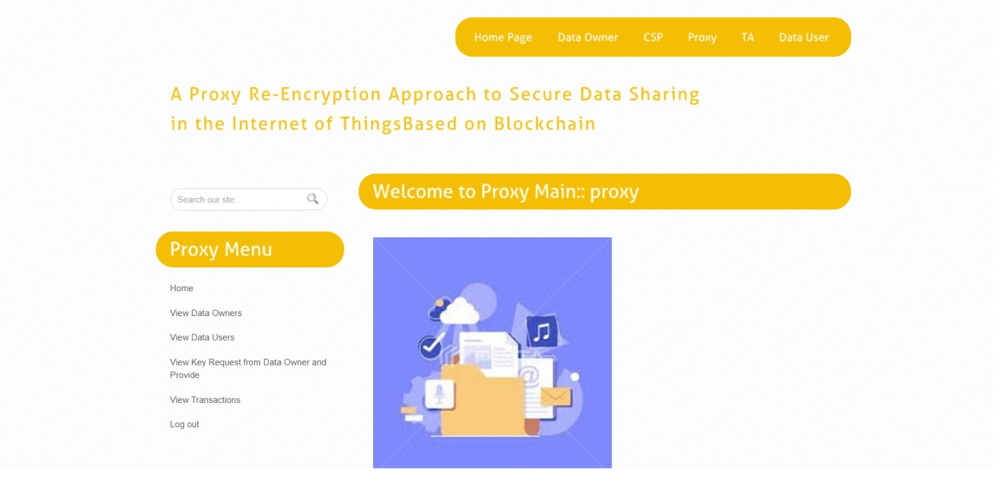 Home Page Data Owner CSP Proxy TA Data User
A Proxy Re-Encryption Approach to Secure Data Sharing
in the Internet of ThingsBased on Blockchain
Search our ste:
Welcome to Proxy Main:: proxy
Proxy Menu
Home
View Data Owners
View Data Users
View Key Request from Data Owner and
Provide
View Transactions
Log out
@